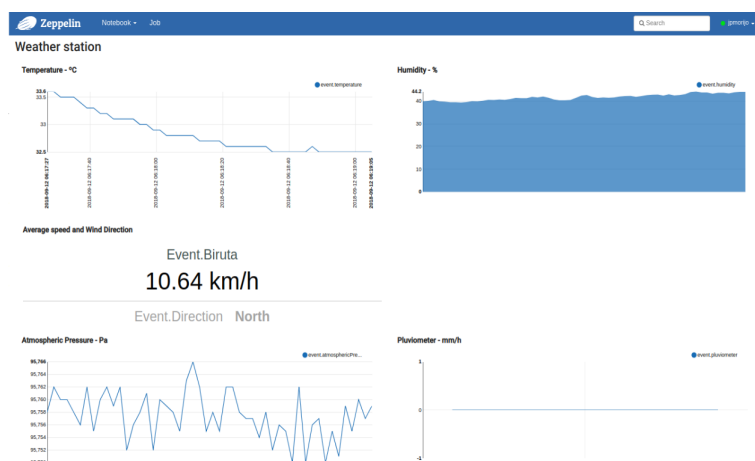 Zeppelin Notebook Job Search jpmonjo
Weather station
Temperature - ºC
event.temperature
33.6
33.5
33
32.5
2018-09-12 06:17:27
2018-09-12 06:17:40
2018-09-12 06:18:00
2018-09-12 06:18:20
2018-09-12 06:18:40
2018-09-12 06:19:00
2018-09-12 06:19:05
Humidity - %
event.humidity
44.2
40
30
20
10
0
Average speed and Wind Direction
Event.Biruta
10.64 km/h
Event.Direction North
Atmospheric Pressure - Pa
event.atmosphericPre...
95,766
95,764
95,762
95,760
95,758
95,756
95,754
95,752
Pluviometer - mm/h
event.pluviometer
1
0
-1